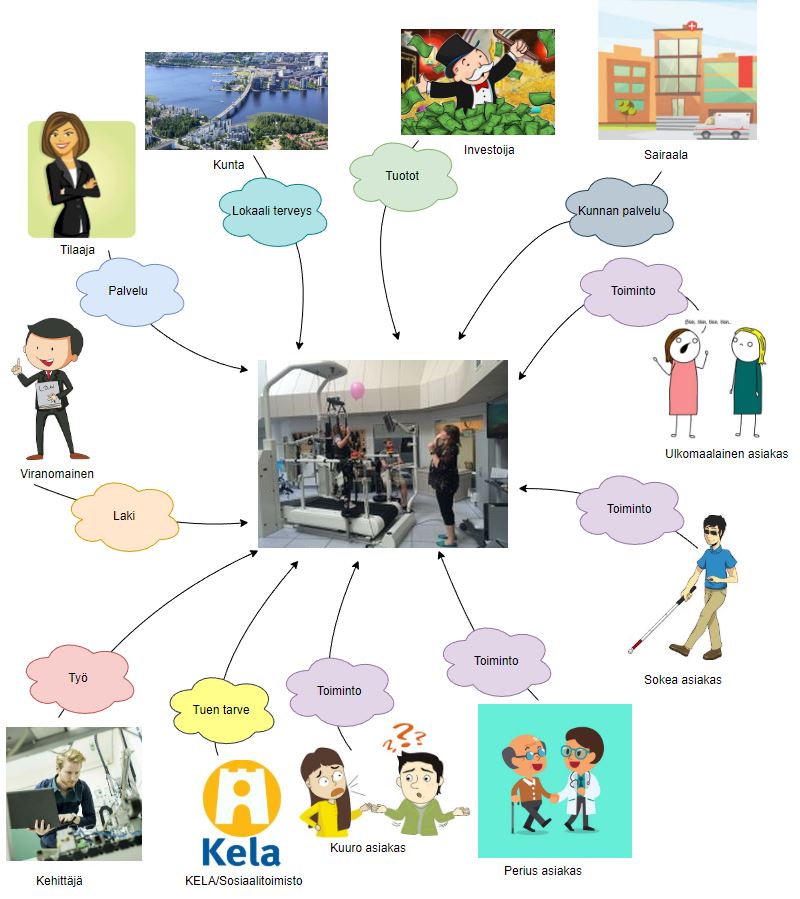 Kunta
Investoija
Sairaala
Tilaaja
Lokaali terveys
Tuotot
Kunnan palvelu
Palvelu
Toiminto
Blah, blah, blah, blah...
Law
Viranomainen
Ulkomaalainen asiakas
Laki
Toiminto
Sokea asiakas
Työ
Tuen tarve
Toiminto
Toiminto
Kela
Kehittäjä
KELA/Sosiaalitoimisto
Kuuro asiakas
Perius asiakas